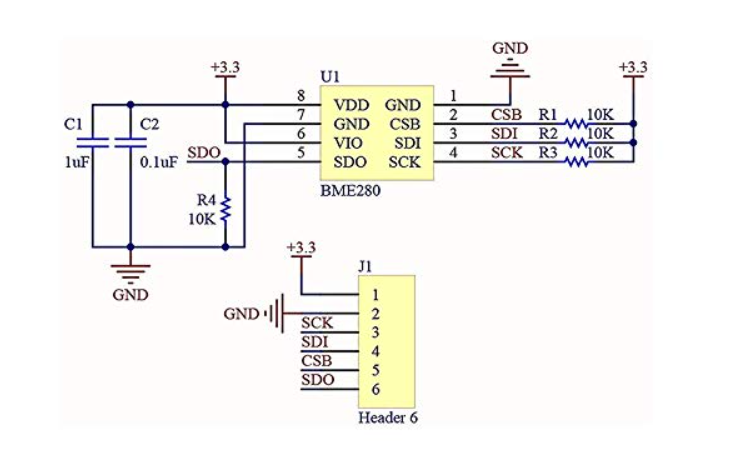 GND
+3.3
+3.3
U1
8 VDD GND 1
7 GND CSB 2 CSB R1 10K
6 VIO SDI 3 SDI R2 10K
5 SDO SCK 4 SCK R3 10K
BME280
C1
1uF
C2
0.1uF
SDO
R4
10K
GND
+3.3
J1
1
GND 2
SCK 3
SDI 4
CSB 5
SDO 6
Header 6